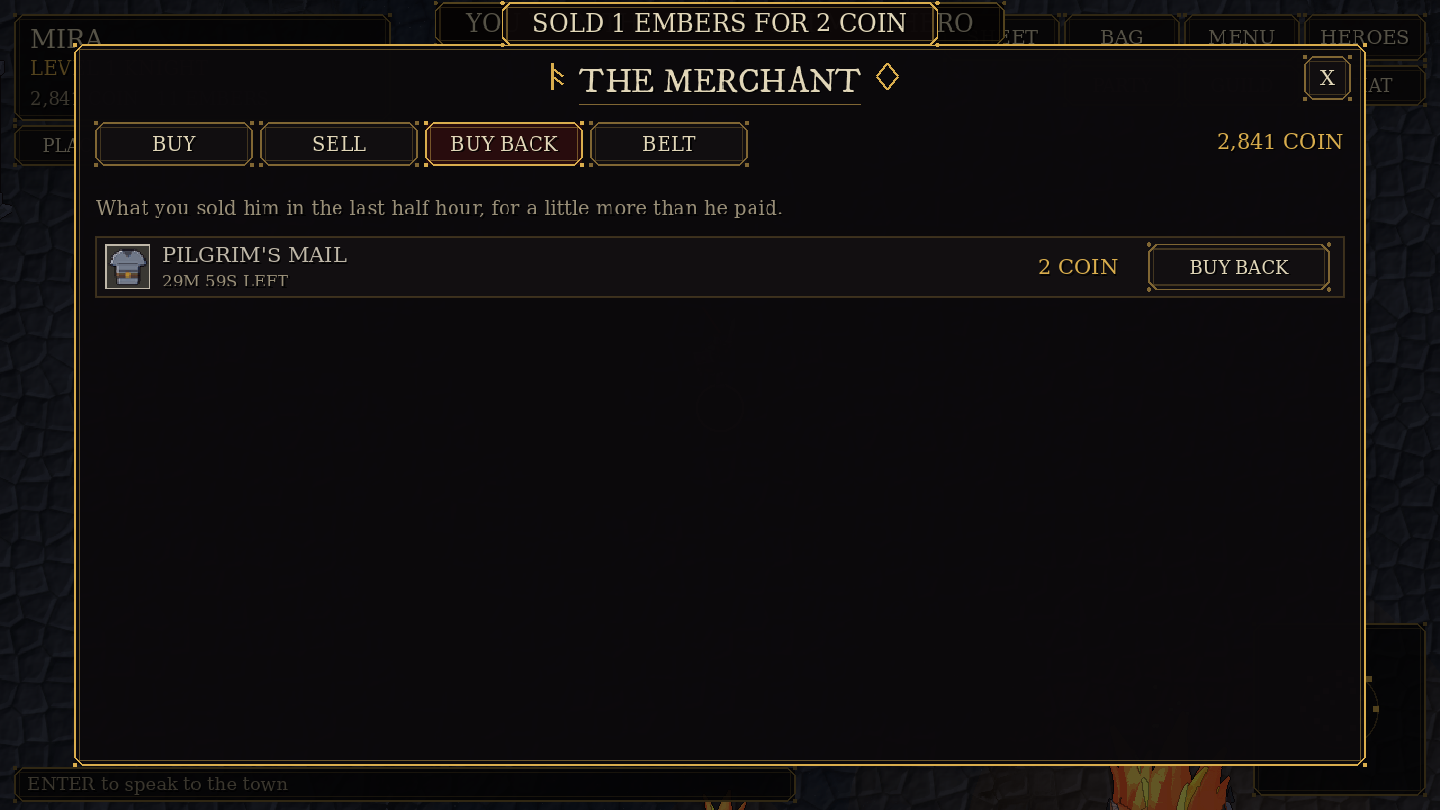 SOLD 1 EMBERS FOR 2 COIN
MIRA
BAG
MENU
HEROES
THE MERCHANT
X
BUY
SELL
BUY BACK
BELT
2,841 COIN
What you sold him in the last half hour, for a little more than he paid.
PILGRIM'S MAIL
29M 59S LEFT
2 COIN
BUY BACK
ENTER to speak to the town